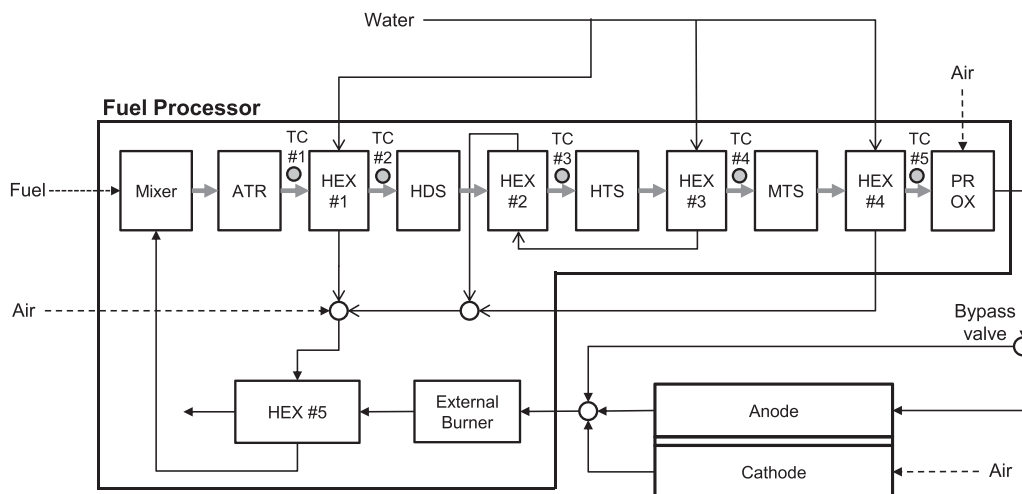 Water
Air
Fuel Processor
TC
#1
TC
#2
TC
#3
TC
#4
TC
#5
Fuel
Mixer
ATR
HEX
#1
HDS
HEX
#2
HTS
HEX
#3
MTS
HEX
#4
PR
OX
Air
Bypass
valve
HEX #5
External
Burner
Anode
Cathode
Air